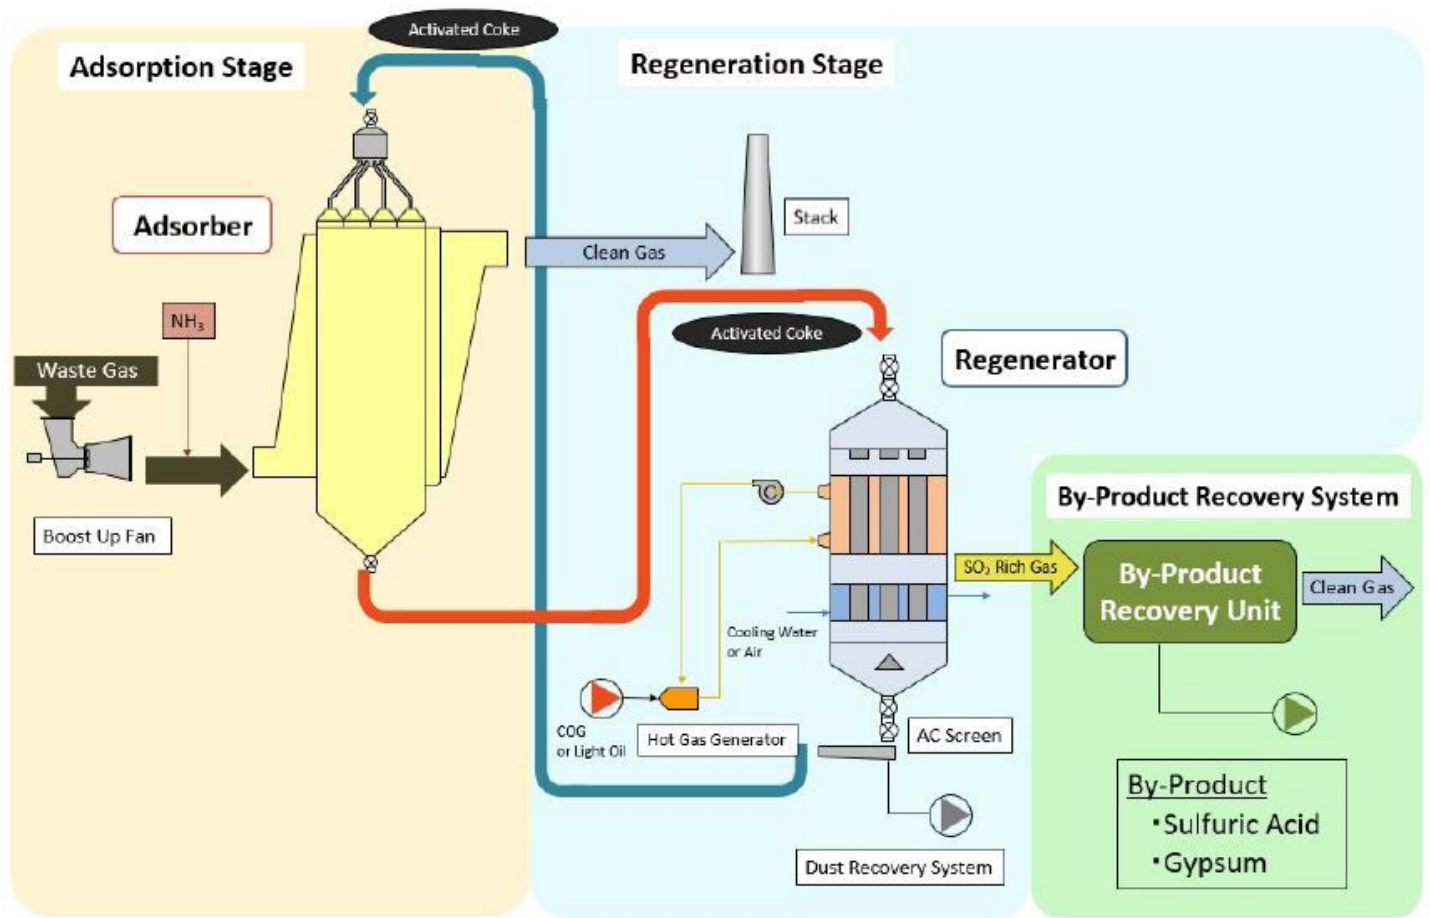 Activated Coke
Adsorption Stage
Regeneration Stage
Adsorber
Stack
Clean Gas
NH₃
Activated Coke
Waste Gas
Regenerator
Boost Up Fan
By-Product Recovery System
SO₂ Rich Gas
By-Product
Recovery Unit
Clean Gas
Cooling Water
or Air
C
COG
or Light Oil
Hot Gas Generator
AC Screen
Dust Recovery System
By-Product
・Sulfuric Acid
・Gypsum